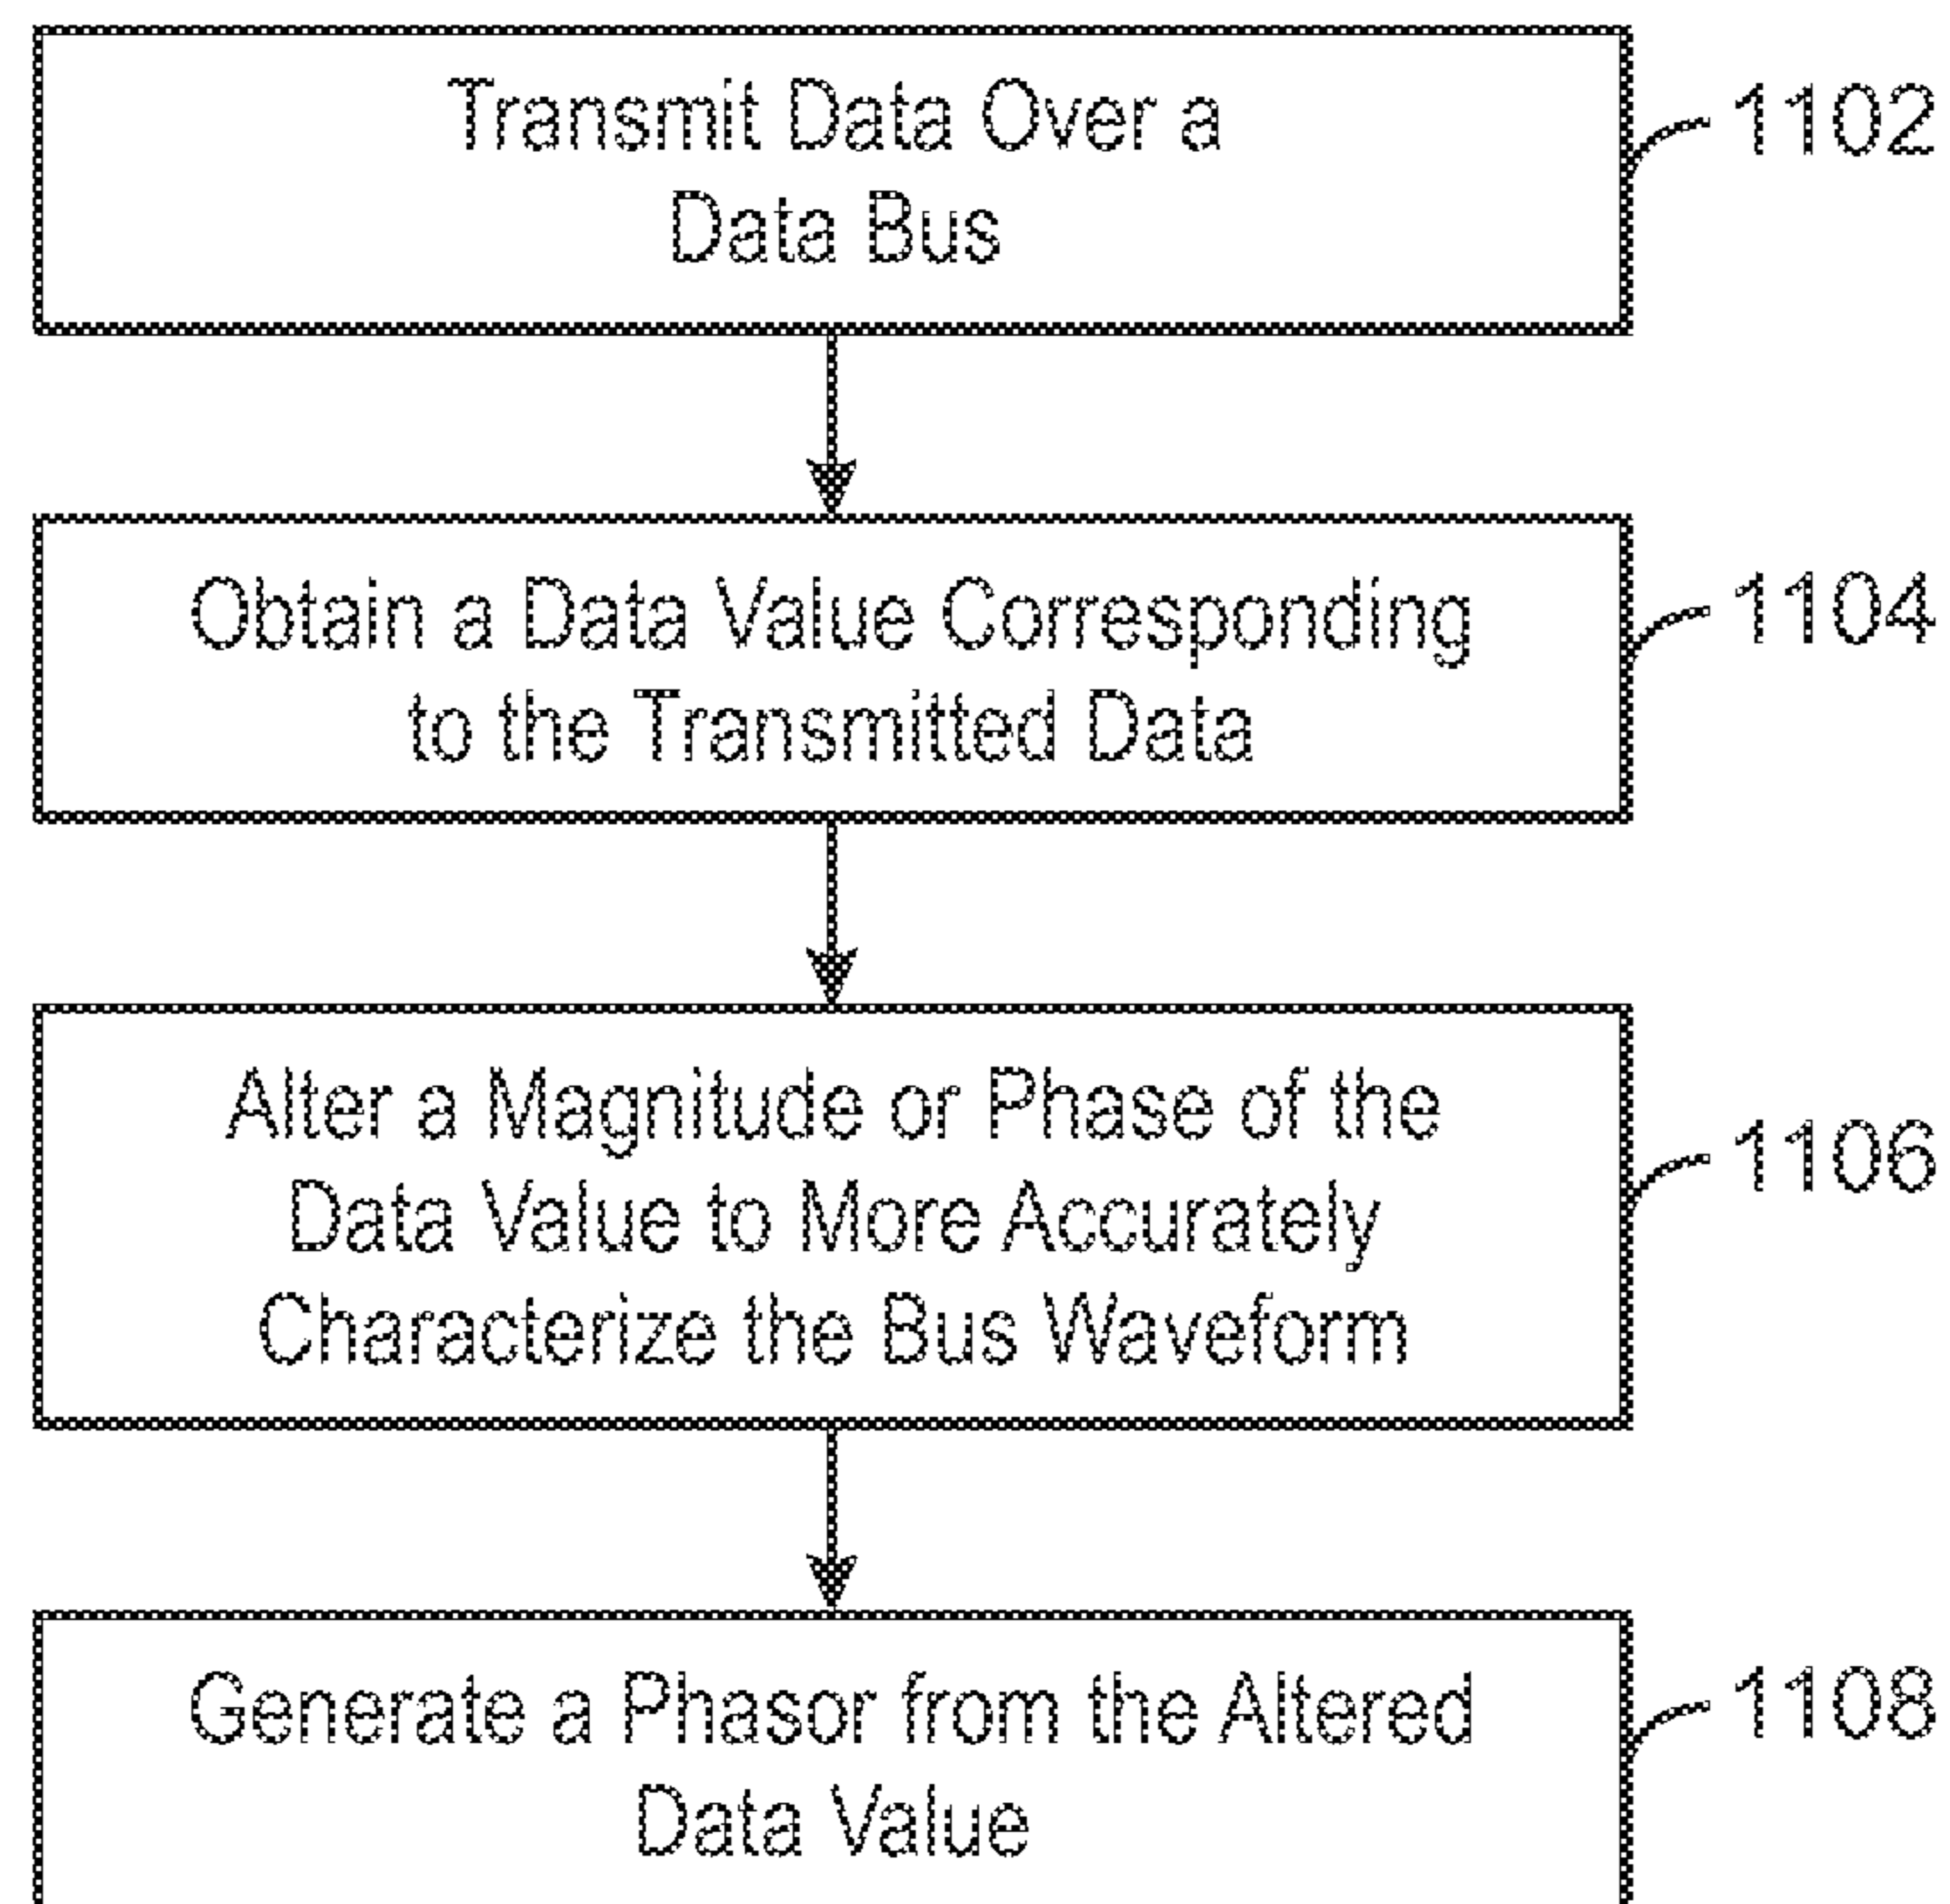 Transmit Data Over a
Data Bus
1102
Obtain a Data Value Corresponding
to the Transmitted Data
1104
Alter a Magnitude or Phase of the
Data Value to More Accurately
Characterize the Bus Waveform
1106
Generate a Phasor from the Altered
Data Value
1108